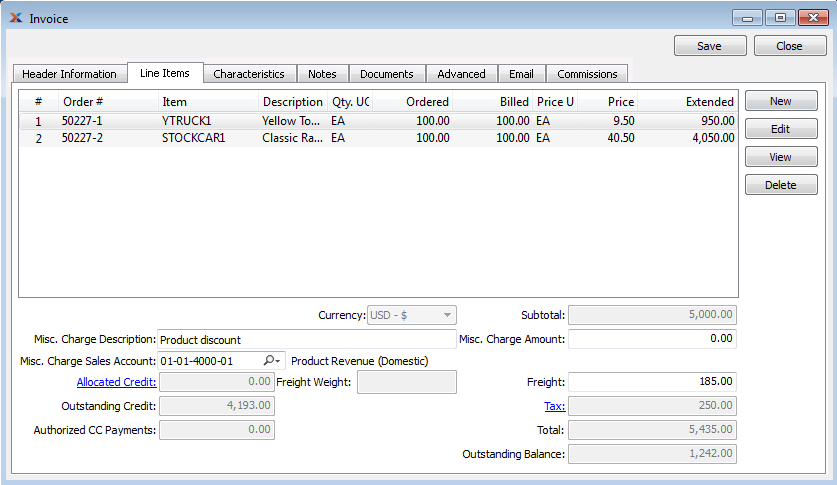 Invoice
Save Close
Header Information Line Items Characteristics Notes Documents Advanced Email Commissions
# Order # Item Description Qty. UC Ordered Billed Price U Price Extended
1 50227-1 YTRUCK1 Yellow To... EA 100.00 100.00 EA 9.50 950.00
2 50227-2 STOCKCAR1 Classic Ra... EA 100.00 100.00 EA 40.50 4,050.00
New
Edit
View
Delete
Currency: USD - $ Subtotal: 5,000.00
Misc. Charge Description: Product discount Misc. Charge Amount: 0.00
Misc. Charge Sales Account: 01-01-4000-01 Product Revenue (Domestic)
Allocated Credit: 0.00 Freight Weight: Freight: 185.00
Outstanding Credit: 4,193.00 Tax: 250.00
Authorized CC Payments: 0.00 Total: 5,435.00
Outstanding Balance: 1,242.00